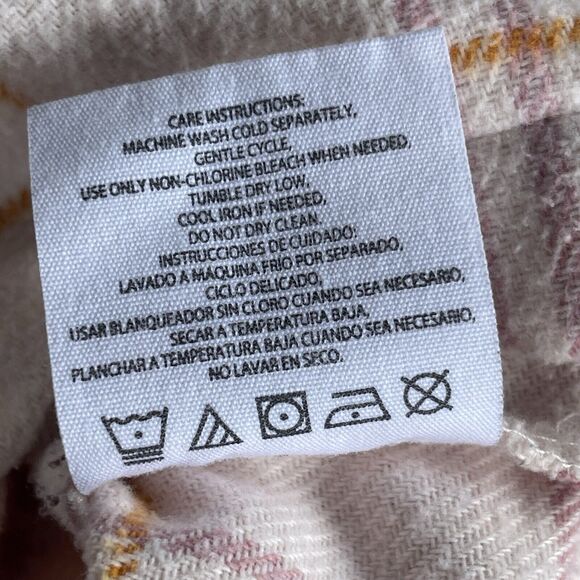 CARE INSTRUCTIONS:
MACHINE WASH COLD SEPARATELY,
GENTLE CYCLE,
USE ONLY NON-CHLORINE BLEACH WHEN NEEDED,
TUMBLE DRY LOW,
COOL IRON IF NEEDED,
DO NOT DRY CLEAN.
INSTRUCCIONES DE CUIDADO:
LAVADO A MÁQUINA FRÍO POR SEPARADO,
CICLO DELICADO,
USAR BLANQUEADOR SIN CLORO CUANDO SEA NECESARIO,
SECAR A TEMPERATURA BAJA,
PLANCHAR A TEMPERATURA BAJA CUANDO SEA NECESARIO,
NO LAVAR EN SECO.